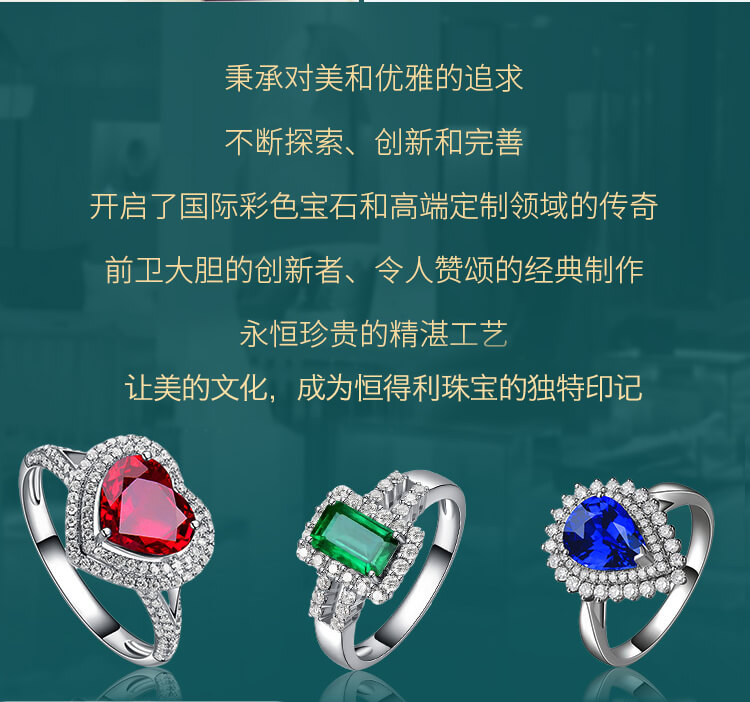 秉承对美和优雅的追求
不断探索、创新和完善
开启了国际彩色宝石和高端定制领域的传奇
前卫大胆的创新者、令人赞颂的经典制作
永恒珍贵的精湛工艺
让美的文化，成为恒得利珠宝的独特印记